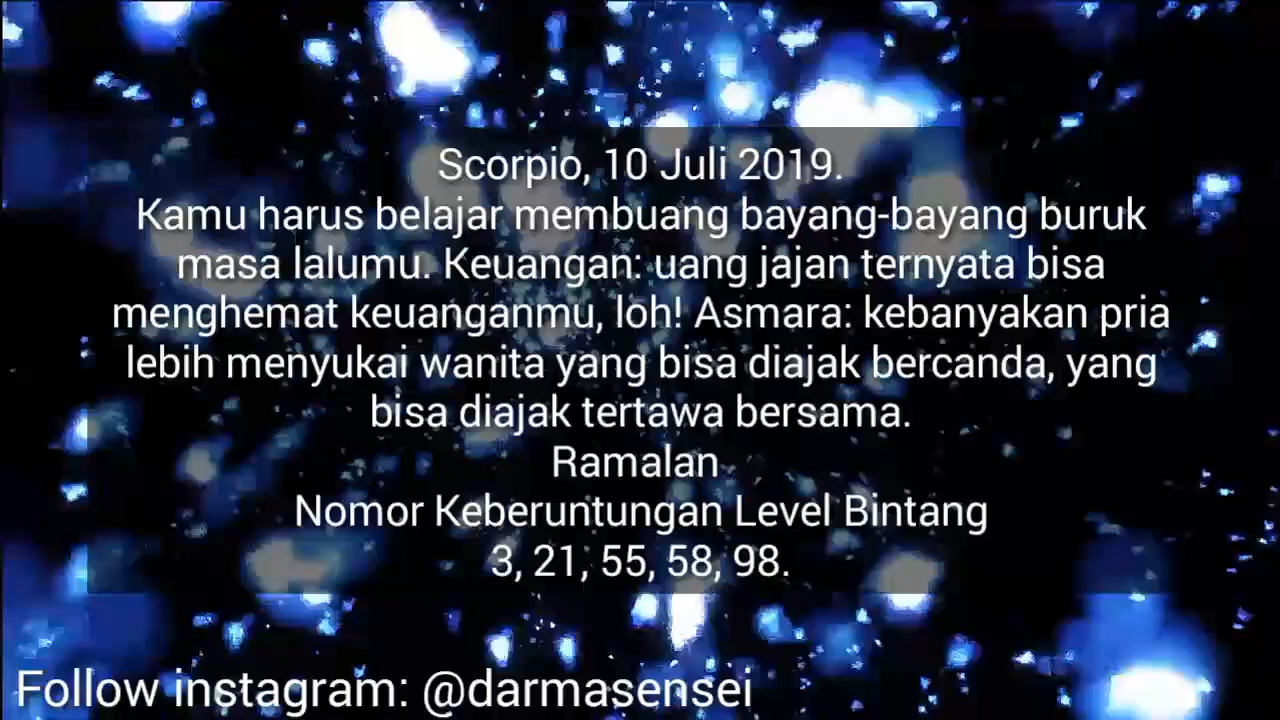 Scorpio, 10 Juli 2019.
Kamu harus belajar membuang bayang-bayang buruk
masa lalumu. Keuangan: uang jajan ternyata bisa
menghemat keuanganmu, loh! Asmara: kebanyakan pria
lebih menyukai wanita yang bisa diajak bercanda, yang
bisa diajak tertawa bersama.
Ramalan
Nomor Keberuntungan Level Bintang
3, 21, 55, 58, 98.
Follow instagram: @darmasensei